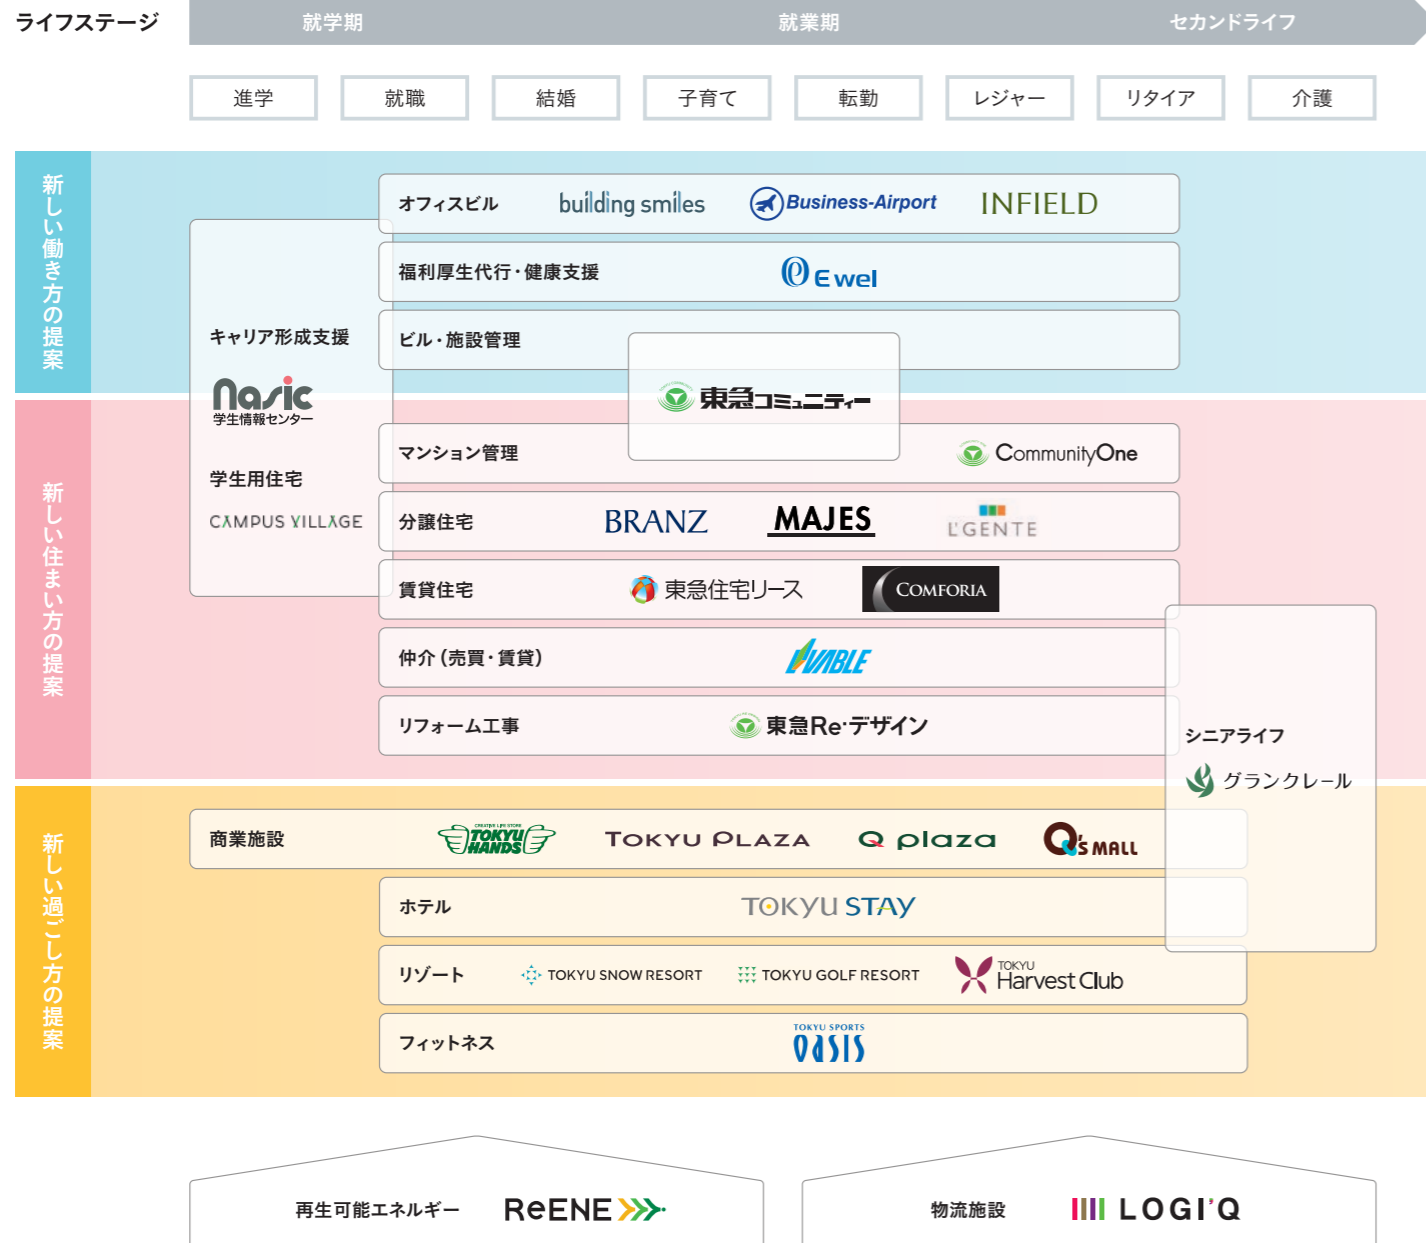 ライフステージ
就学期
就業期
セカンドライフ
進学
就職
結婚
子育て
転勤
レジャー
リタイア
介護
新しい働き方の提案
オフィスビル
building smiles
Business-Airport
INFIELD
福利厚生代行・健康支援
Ewel
キャリア形成支援
Nasic
学生情報センター
ビル・施設管理
東急コミュニティー
新しい住まい方の提案
マンション管理
CommunityOne
学生用住宅
CAMPUS VILLAGE
分譲住宅
BRANZ
MAJES
L'GENTE
賃貸住宅
東急住宅リース
COMFORIA
仲介（売買・賃貸）
LIVABLE
リフォーム工事
東急Re・デザイン
シニアライフ
グランクレール
新しい過ごし方の提案
商業施設
CREATIVE LIFE STORE
TOKYU
HANDS
TOKYU PLAZA
Q plaza
Q's MALL
ホテル
TOKYU STAY
リゾート
TOKYU SNOW RESORT
TOKYU GOLF RESORT
TOKYU
Harvest Club
フィットネス
TOKYU SPORTS
OASIS
再生可能エネルギー
ReENE
物流施設
LOGI'Q